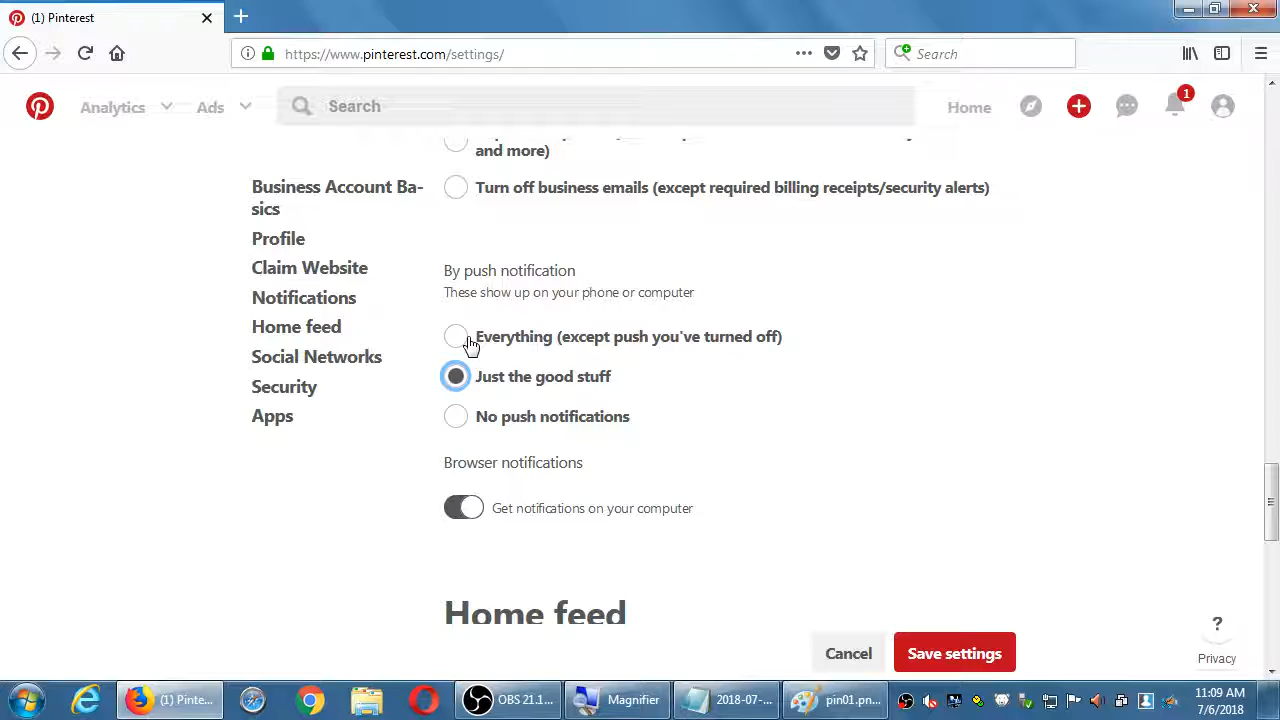 (1) Pinterest
https://www.pinterest.com/settings/
Search
Analytics
Ads
Search
Home
1
and more)
Turn off business emails (except required billing receipts/security alerts)
Business Account Ba-
sics
Profile
Claim Website
Notifications
Home feed
Social Networks
Security
Apps
By push notification
These show up on your phone or computer
Everything (except push you've turned off)
Just the good stuff
No push notifications
Browser notifications
Get notifications on your computer
Home feed
Cancel
Save settings
?
Privacy
(1) Pinte...
OBS 21.1...
Magnifier
2018-07-...
pin01.pn...
11:09 AM
7/6/2018